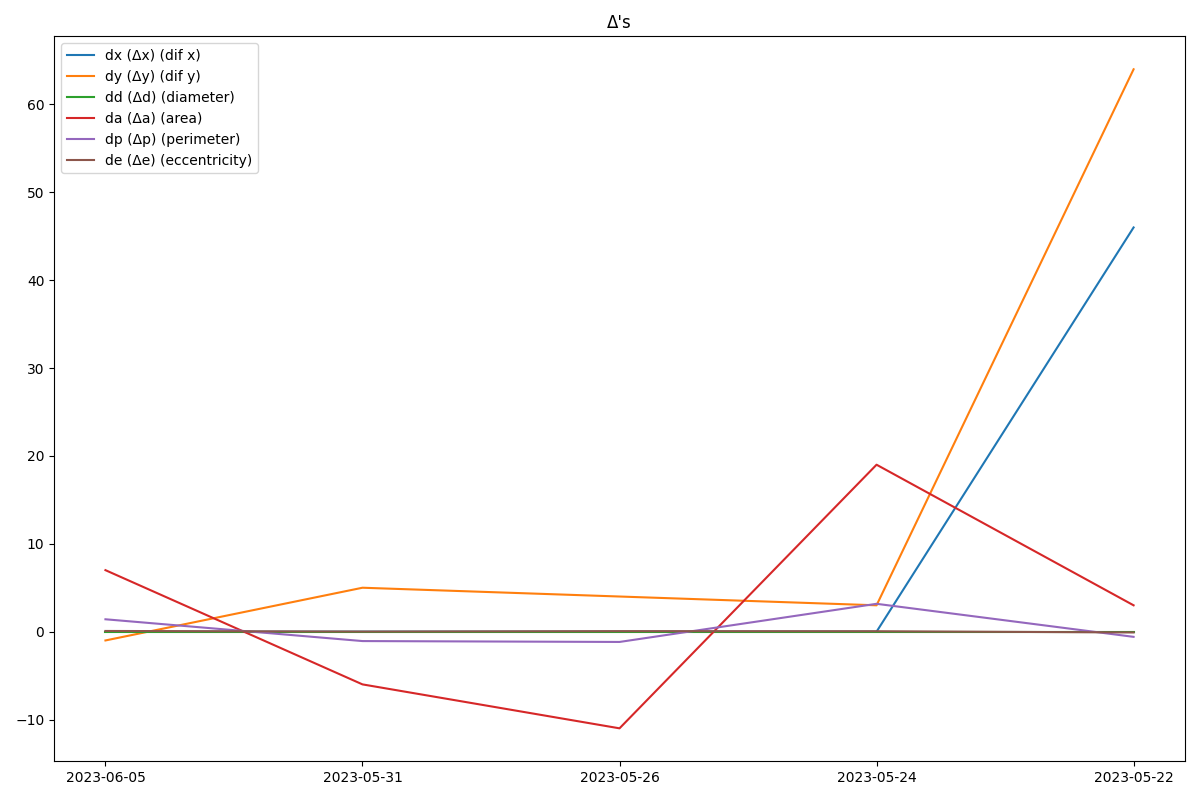 Δ's
dx (Δx) (dif x)
dy (Δy) (dif y)
dd (Δd) (diameter)
da (Δa) (area)
dp (Δp) (perimeter)
de (Δe) (eccentricity)
60
50
40
30
20
10
0
−10
2023-06-05 2023-05-31 2023-05-26 2023-05-24 2023-05-22